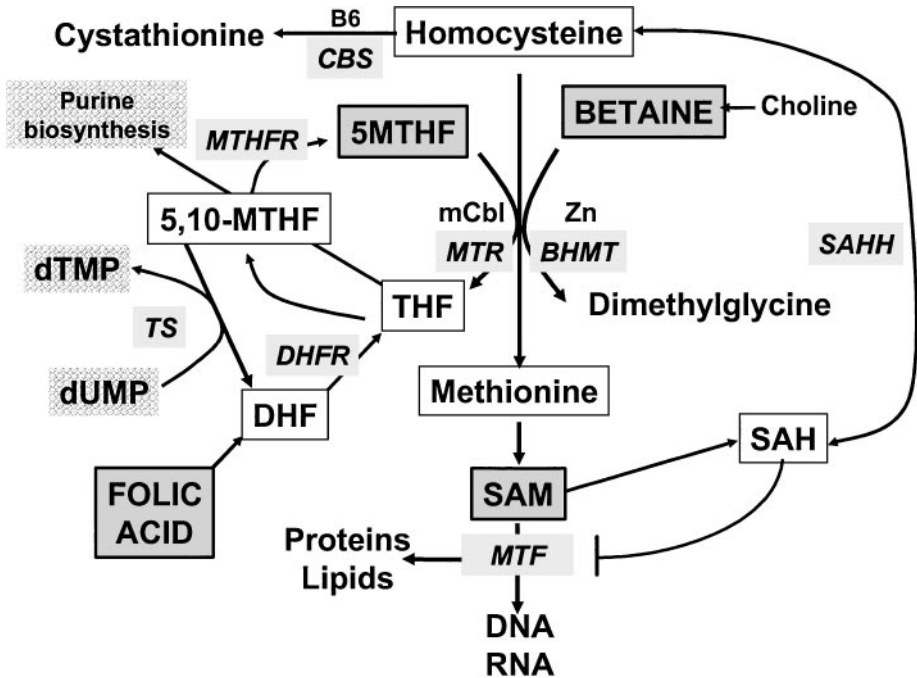 B6
Cystathionine
Homocysteine
CBS
Purine
biosynthesis
MTHFR
5MTHF
BETAINE
Choline
5,10-MTHF
mCbl
Zn
MTR
BHMT
SAHH
dTMP
THF
Dimethylglycine
TS
DHFR
dUMP
DHF
Methionine
SAH
FOLIC
ACID
SAM
Proteins
Lipids
MTF
DNA
RNA